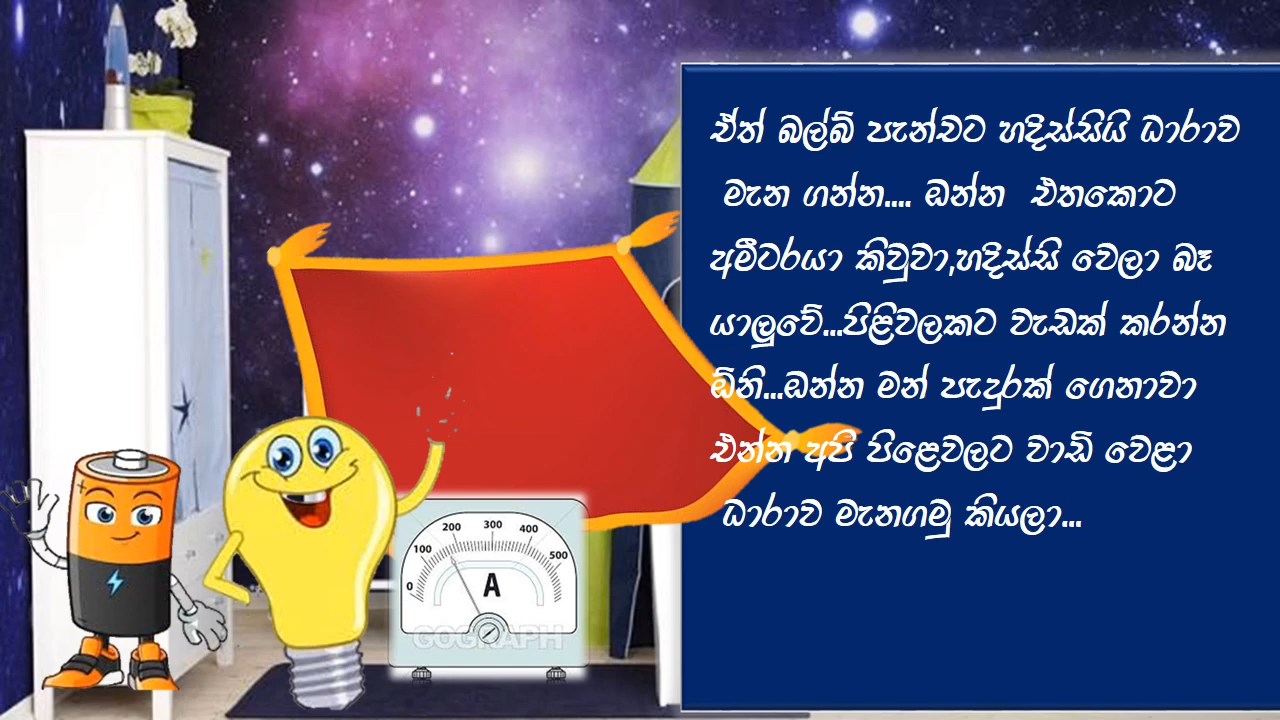 ඒත් බල්බ් පැන්චට හදිස්සියි ධාරාව
මැන ගන්න.... ඔන්න එතකොට
අමීටරයා කිවුවා,හදිස්සි වෙලා බෑ
යාලුවේ...පිළිවලකට වැඩක් කරන්න
ඕනි...ඔන්න මන් පැදුරක් ගෙනාවා
එන්න අපි පිළෙවලට වාඩි වෙළා
ධාරාව මැනගමු කියලා...
0 100 200 300 400 500
A
GOGRAPH
+